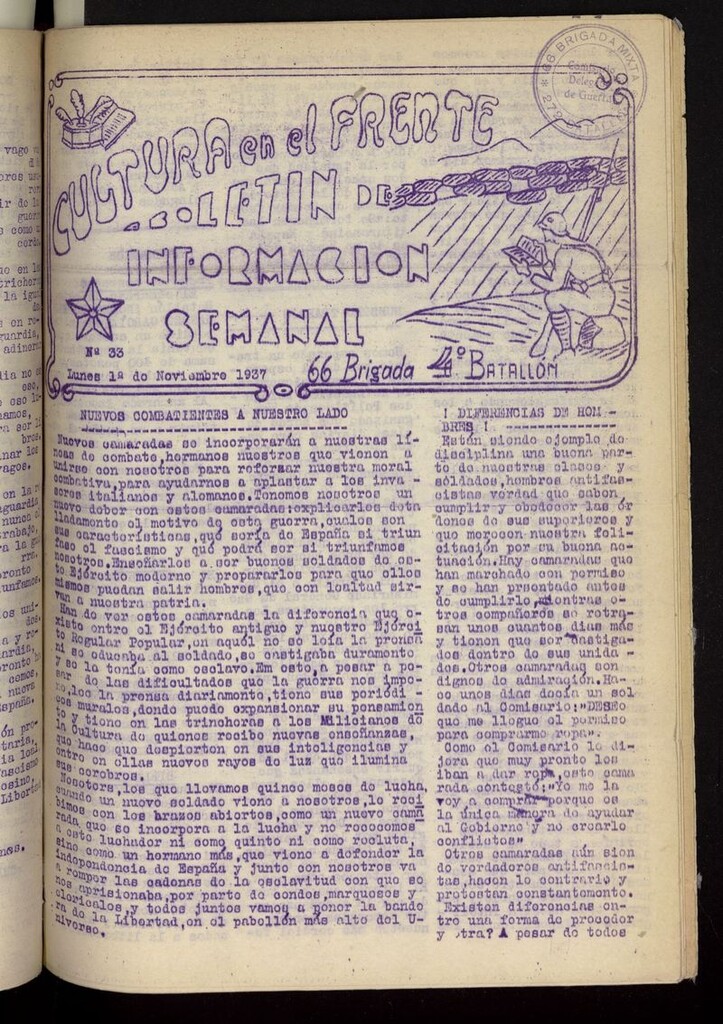 66 BRIGADA MIXTA
Delegado
de Guerra
CULTURA en el FRENTE
BOLETIN DE
INFORMACION
SEMANAL
Nº 33
Lunes 1º de Noviembre 1937
66 Brigada 4º BATALLÓN
NUEVOS COMBATIENTES A NUESTRO LADO
Nuevos camaradas se incorporarán a nuestras lí-
neas de combate,hermanos nuestros que vienen a
unirse con nosotros para reforzar nuestra moral
combativa,para ayudarnos a aplastar a los inva-
sores italianos y alemanes.Tenemos nosotros un
nuevo deber con estos camaradas:explicarles deta
lladamente el motivo de esta guerra,cuales son
sus características,qué sería de España si triun
fase el fascismo y qué podrá ser si triunfamos
nosotros.Enseñarles a ser buenos soldados de es-
te Ejército moderno y prepararlos para que ellos
mismos puedan salir hombres,que con lealtad sir-
van a nuestra patria.
Han de ver estos camaradas la diferencia que e-
xiste entre el Ejército antiguo y nuestro Ejérci
to Regular Popular,en aquél no se leía la prensa
ni se educaba al soldado,se castigaba duramente
y se le tenía como esclavo.Em este,a pesar a pe-
sar de las dificultades que la guerra nos impo-
ne,lee la prensa diariamente,tiene sus periódi-
cos murales,donde puede expansionar su pensamien
to y tiene en las trincheras a los Milicianos de
la Cultura de quienes recibe nuevas enseñanzas,
que hace que despierten en sus inteligencias y
entre en ellas nuevos rayos de luz que ilumina
sus cerebros.
Nosotors,los que llevamos quince meses de lucha,
cuando un nuevo soldado viene a nosotros,lo reci
bimos con los brazos abiertos,como un nuevo cama
rada que se incorpora a la lucha y no reconocemos
a este luchador ni como quinto ni como recluta,
sino como un hermano más,que viene a defender la
independencia de España y junto con nosotros va
a romper las cadenas de la esclavitud con que se
nos aprisionaba,por parte de condes,marqueses y
clericales,y todos juntos vamos a poner la bande
ra de la Libertad,en el pabellón más alto del U-
niverso.
! DIFERENCIAS DE HOM-
BRES !
Están siendo ejemplo de
disciplina una buena par-
te de nuestras clases y
soldados,hombres antifas-
cistas verdad que saben
cumplir y obedecer las ór
denes de sus superiores y
que merecen nuestra feli-
citación por su buena ac-
tuación.Hay camaradas que
han marchado con permiso
y se han prsentado antes
de cumplirle,mientras o-
tros compañeros se retra-
san unos cuantos días más
y tienen que ser castiga-
dos dentro de sus unida-
des.Otros camaradas son
dignos de admiración.Ha-
ce unos días decía un sol
dado al Comisario:"DESEO
que me llegue el permiso
para comprarme ropa".
Como el Comisario le di-
jera que muy pronto les
iban a dar ropa,este cama
rada contestó:"Yo me la
voy a comprar porque es
la única manera de ayudar
al Gobierno y no crearle
conflictos"
Otros camaradas aún sien
do verdaderos antifascis-
tas,hacen lo contrario y
protestan constantemente.
Existen diferencias en-
tre una forma de proceder
y otra? A pesar de todos